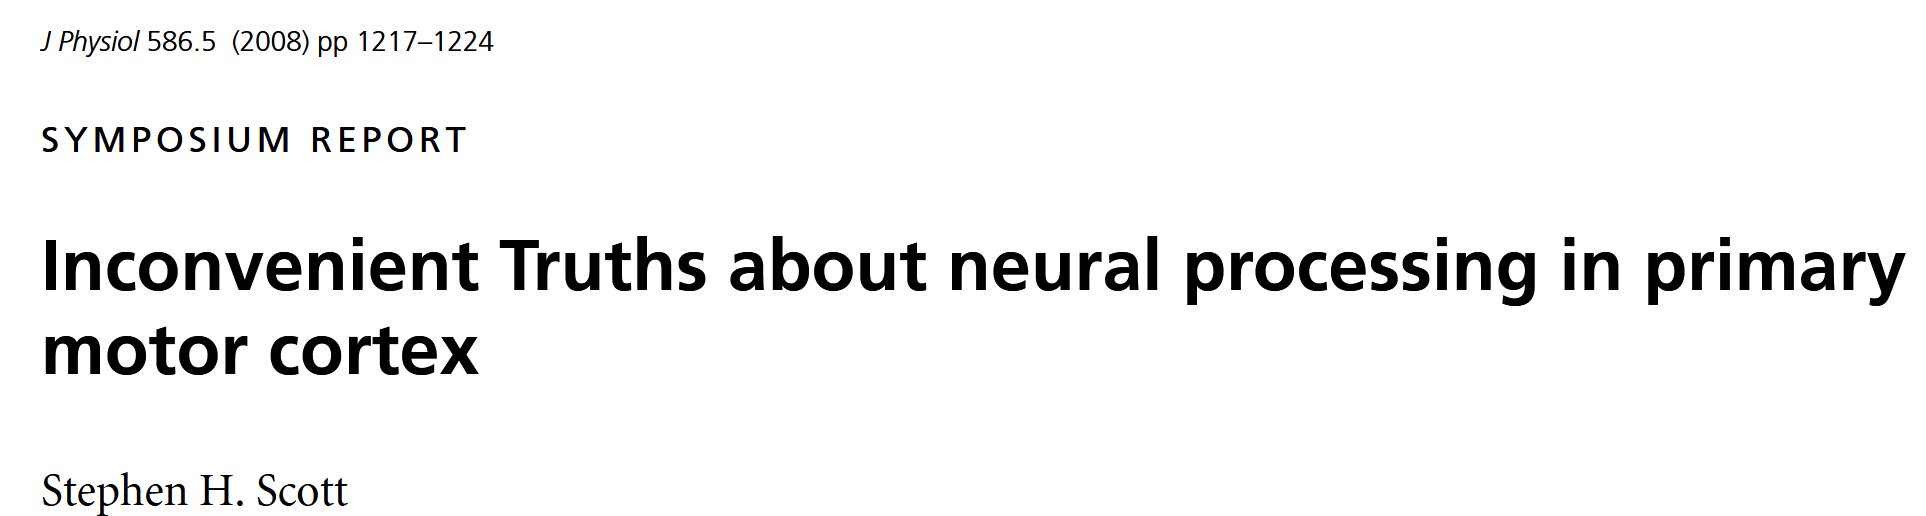 J Physiol 586.5 (2008) pp 1217–1224
SYMPOSIUM REPORT
Inconvenient Truths about neural processing in primary
motor cortex
Stephen H. Scott